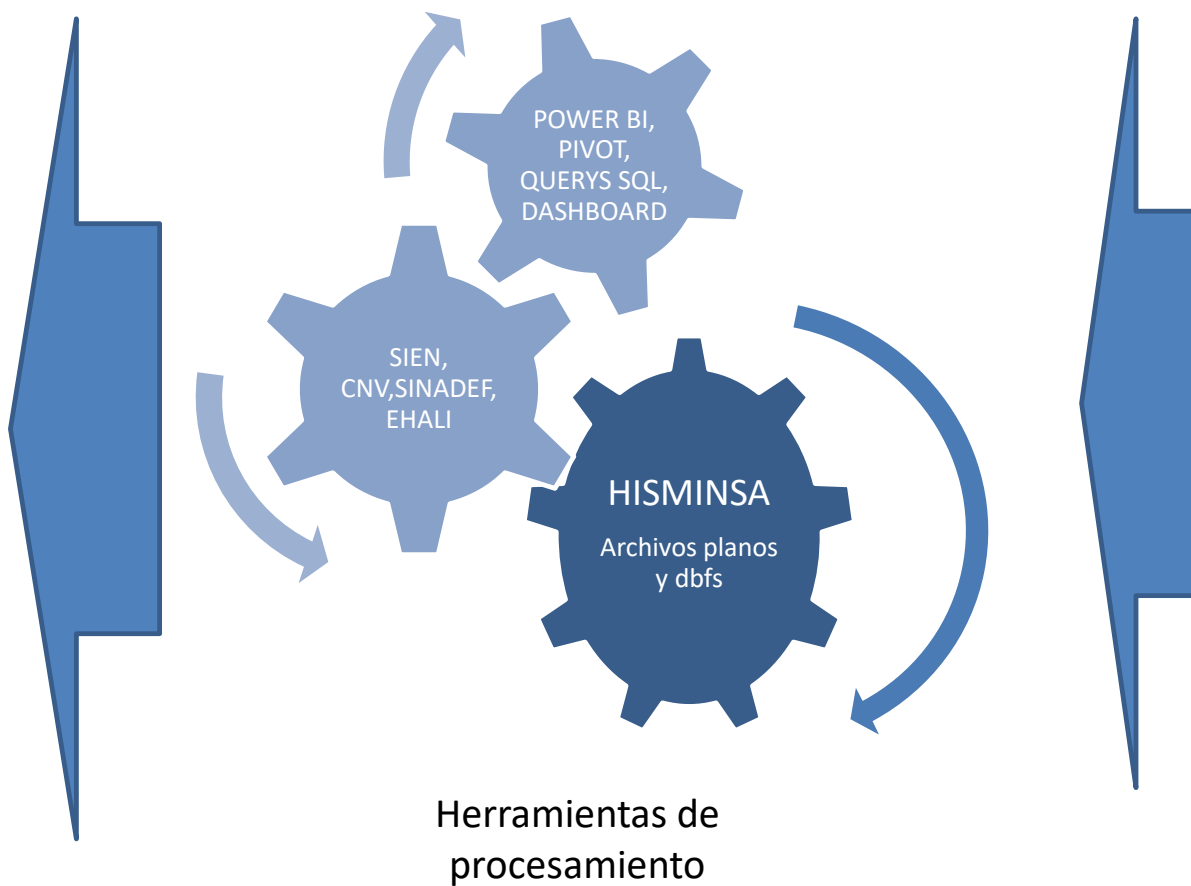 POWER BI,
PIVOT,
QUERYS SQL,
DASHBOARD
SIEN,
CNV,SINADEF,
EHALI
HISMINSA
Archivos planos
y dbfs
Herramientas de
procesamiento